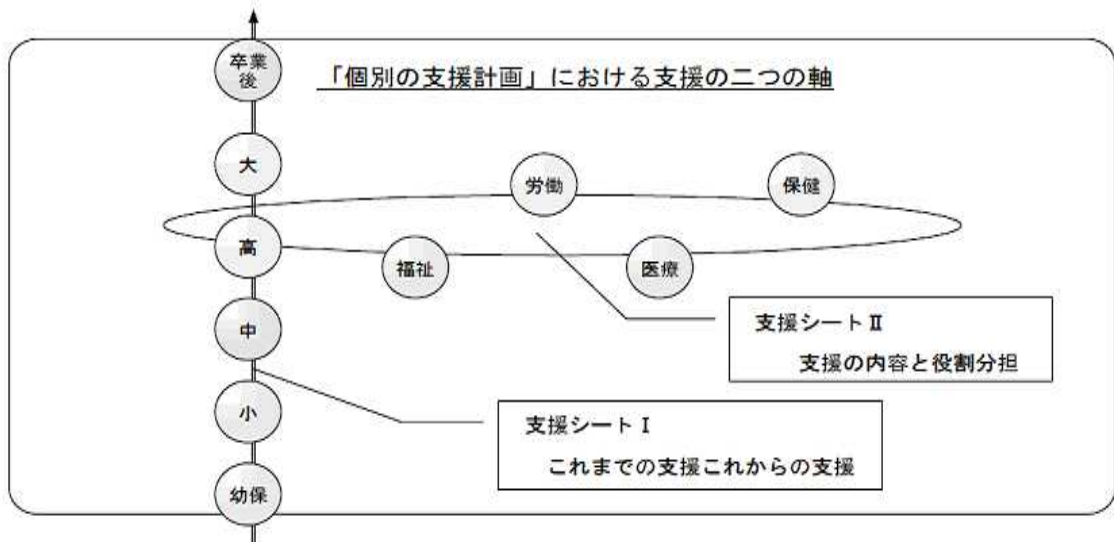 卒業
後
「個別の支援計画」における支援の二つの軸
大
労働
保健
高
福祉
医療
中
支援シートⅡ
支援の内容と役割分担
小
支援シートⅠ
これまでの支援これからの支援
幼保